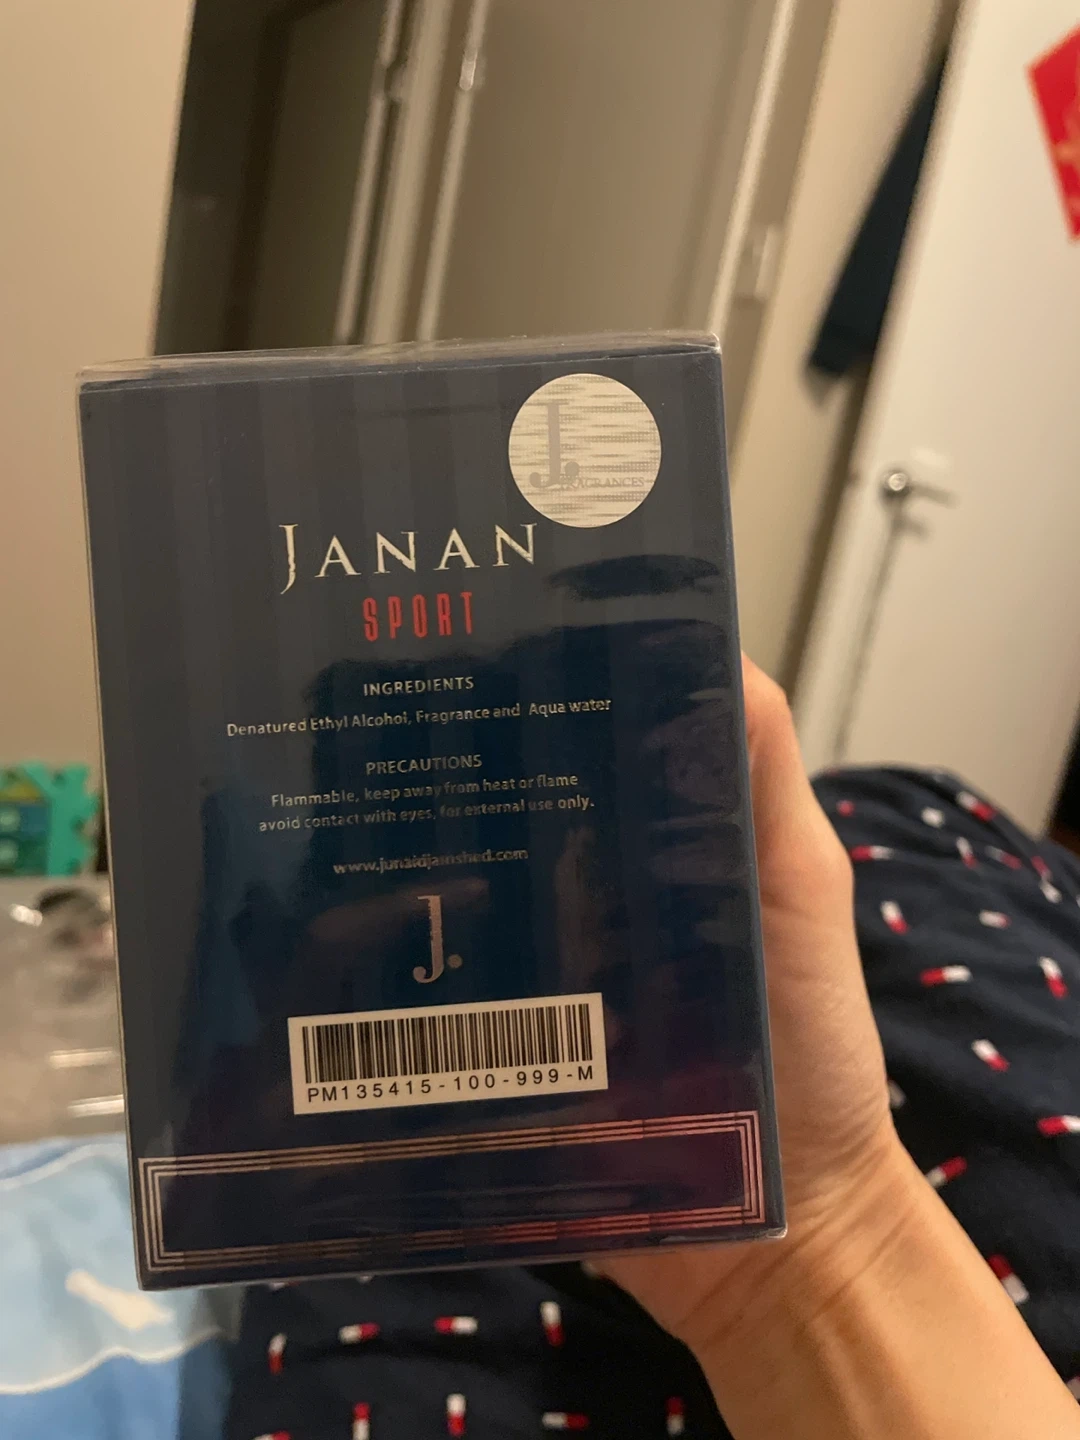 J.
FRAGRANCES
JANAN
SPORT
INGREDIENTS
Denatured Ethyl Alcohol, Fragrance and Aqua water
PRECAUTIONS
Flammable, keep away from heat or flame
avoid contact with eyes, for external use only.
www.junaidjamshed.com
J.
PM135415-100-999-M